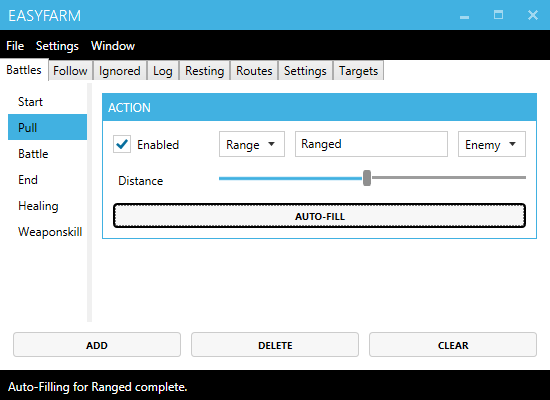 EASYFARM
File Settings Window
Battles Follow Ignored Log Resting Routes Settings Targets
Start
Pull
Battle
End
Healing
Weaponskill
ACTION
Enabled Range Ranged Enemy
Distance
AUTO-FILL
ADD DELETE CLEAR
Auto-Filling for Ranged complete.